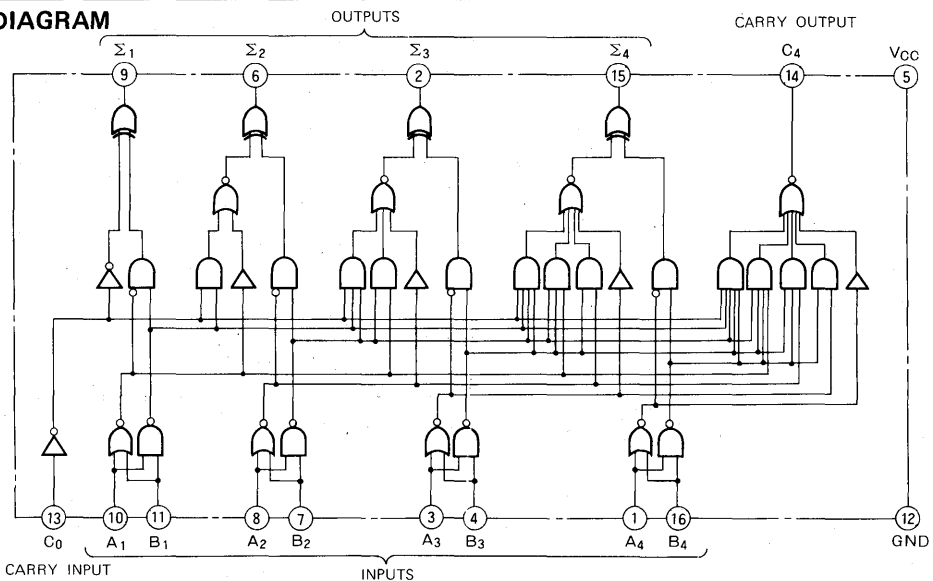 DIAGRAM
OUTPUTS
CARRY OUTPUT
Σ1 Σ2 Σ3 Σ4 C4 VCC
9 6 2 15 14 5
13 10 11 8 7 3 4 1 16 12
C0 A1 B1 A2 B2 A3 B3 A4 B4 GND
CARRY INPUT
INPUTS